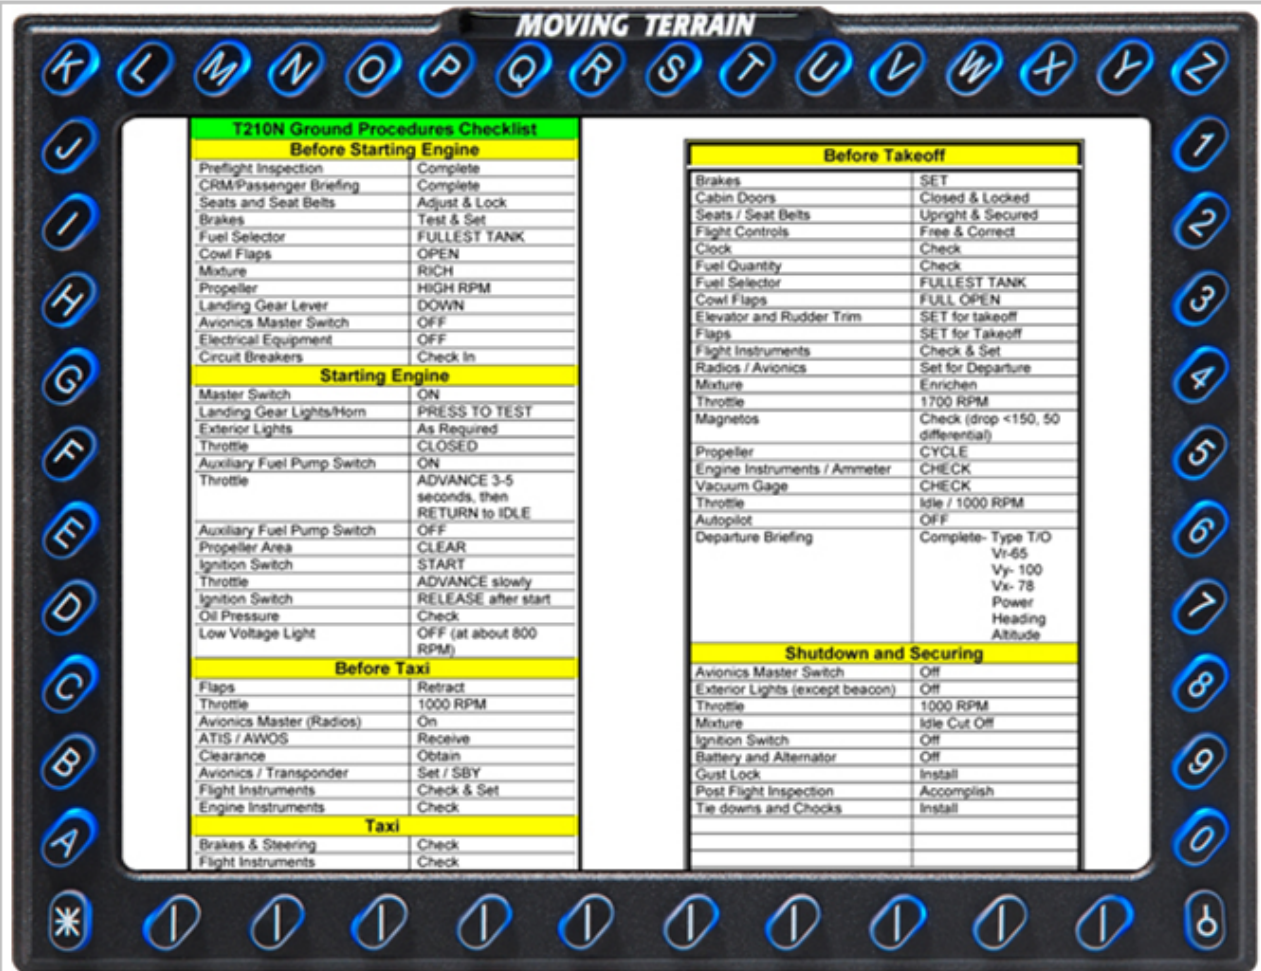 MOVING TERRAIN
K L M N O P Q R S T U V W X Y Z
J
I
H
G
F
E
D
C
B
A
T210N Ground Procedures Checklist
Before Starting Engine
Preflight Inspection Complete
CRM/Passenger Briefing Complete
Seats and Seat Belts Adjust & Lock
Brakes Test & Set
Fuel Selector FULLEST TANK
Cowl Flaps OPEN
Mixture RICH
Propeller HIGH RPM
Landing Gear Lever DOWN
Avionics Master Switch OFF
Electrical Equipment OFF
Circuit Breakers Check In
Starting Engine
Master Switch ON
Landing Gear Lights/Horn PRESS TO TEST
Exterior Lights As Required
Throttle CLOSED
Auxiliary Fuel Pump Switch ON
Throttle ADVANCE 3-5
seconds, then
RETURN to IDLE
Auxiliary Fuel Pump Switch OFF
Propeller Area CLEAR
Ignition Switch START
Throttle ADVANCE slowly
Ignition Switch RELEASE after start
Oil Pressure Check
Low Voltage Light OFF (at about 800
RPM)
Before Taxi
Flaps Retract
Throttle 1000 RPM
Avionics Master (Radios) On
ATIS / AWOS Receive
Clearance Obtain
Avionics / Transponder Set / SBY
Flight Instruments Check & Set
Engine Instruments Check
Taxi
Brakes & Steering Check
Flight Instruments Check
Before Takeoff
Brakes SET
Cabin Doors Closed & Locked
Seats / Seat Belts Upright & Secured
Flight Controls Free & Correct
Clock Check
Fuel Quantity Check
Fuel Selector FULLEST TANK
Cowl Flaps FULL OPEN
Elevator and Rudder Trim SET for takeoff
Flaps SET for Takeoff
Flight Instruments Check & Set
Radios / Avionics Set for Departure
Mixture Enrichen
Throttle 1700 RPM
Magnetos Check (drop <150, 50
differential)
Propeller CYCLE
Engine Instruments / Ammeter CHECK
Vacuum Gage CHECK
Throttle Idle / 1000 RPM
Autopilot OFF
Departure Briefing Complete- Type T/O
Vr-65
Vy- 100
Vx- 78
Power
Heading
Altitude
Shutdown and Securing
Avionics Master Switch Off
Exterior Lights (except beacon) Off
Throttle 1000 RPM
Mixture Idle Cut Off
Ignition Switch Off
Battery and Alternator Off
Gust Lock Install
Post Flight Inspection Accomplish
Tie downs and Chocks Install
1
2
3
4
5
6
7
8
9
0